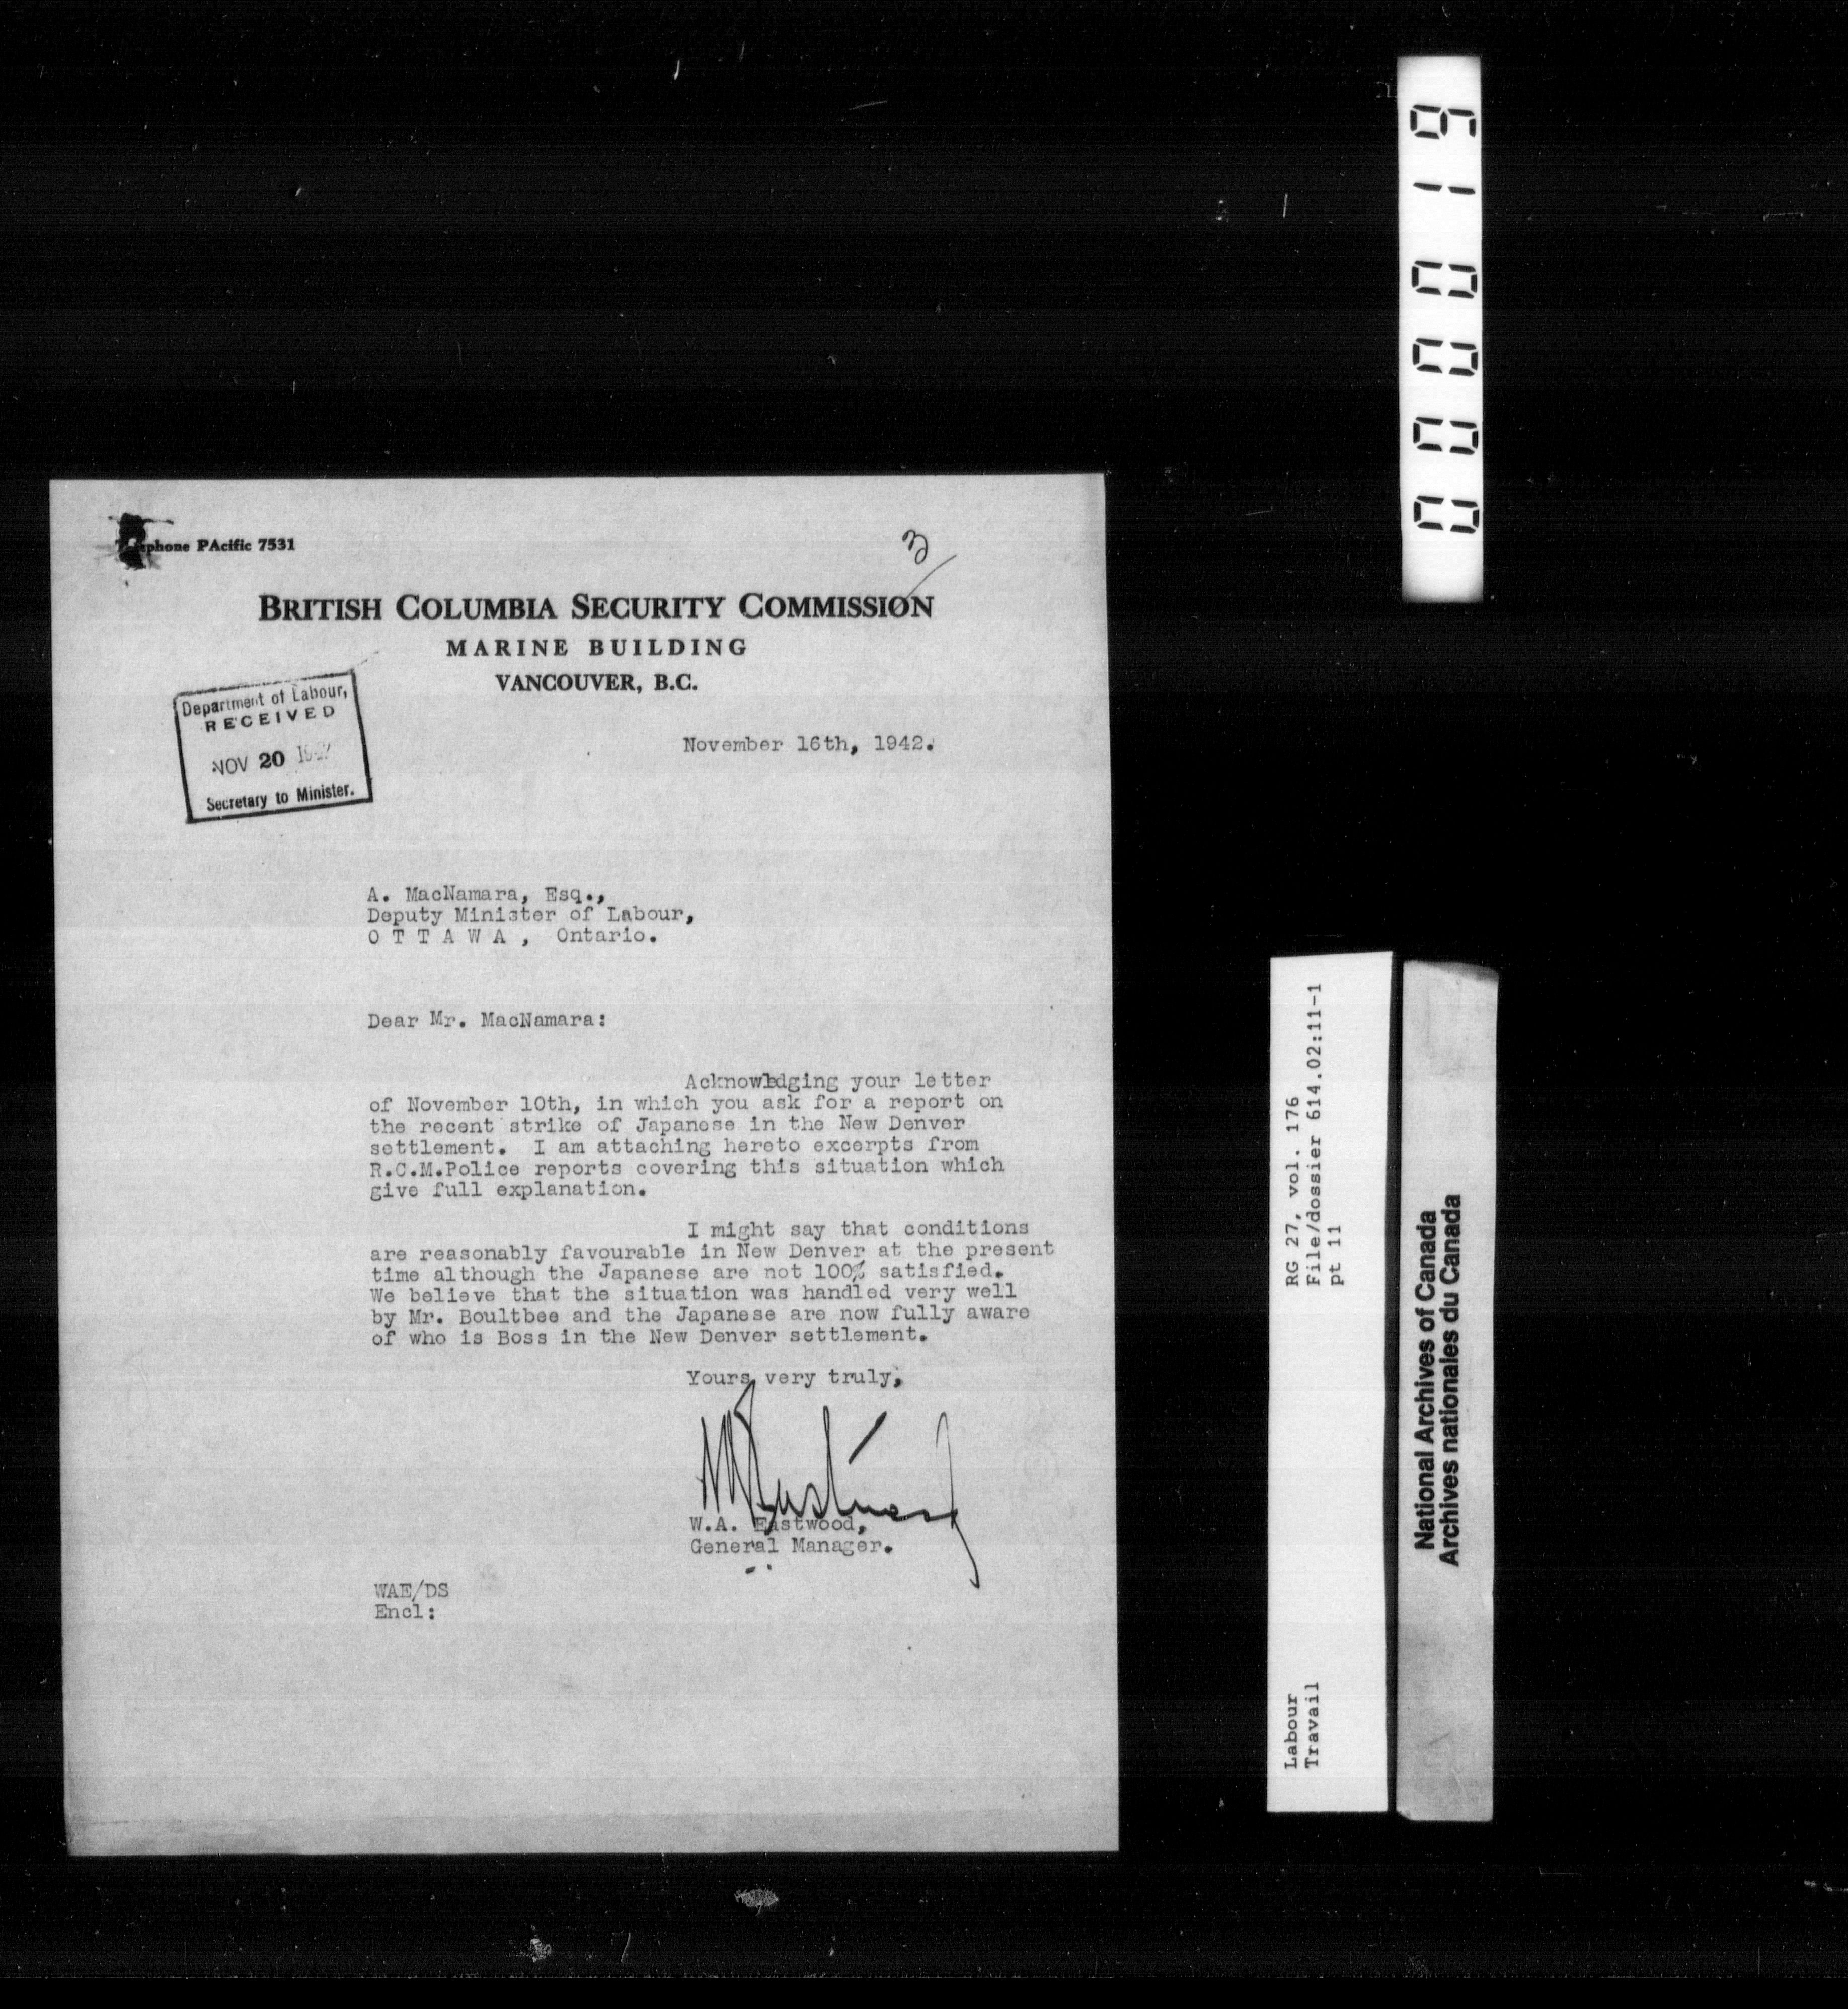 phone PAcific 7531
3
BRITISH COLUMBIA SECURITY COMMISSION
MARINE BUILDING
VANCOUVER, B.C.
Department of Labour,
RECEIVED
NOV 20
Secretary to Minister.
November 16th, 1942.
A. MacNamara, Esq.,
Deputy Minister of Labour,
O T T A W A , Ontario.
Dear Mr. MacNamara:
Acknowledging your letter
of November 10th, in which you ask for a report on
the recent strike of Japanese in the New Denver
settlement. I am attaching hereto excerpts from
R.C.M.Police reports covering this situation which
give full explanation.
I might say that conditions
are reasonably favourable in New Denver at the present
time although the Japanese are not 100% satisfied.
We believe that the situation was handled very well
by Mr. Boultbee and the Japanese are now fully aware
of who is Boss in the New Denver settlement.
Yours very truly,
W.A. Eastwood,
General Manager.
WAE/DS
Encl:
000019
RG 27, vol. 176
File/dossier 614.02:11-1
pt 11
Labour
Travail
National Archives of Canada
Archives nationales du Canada